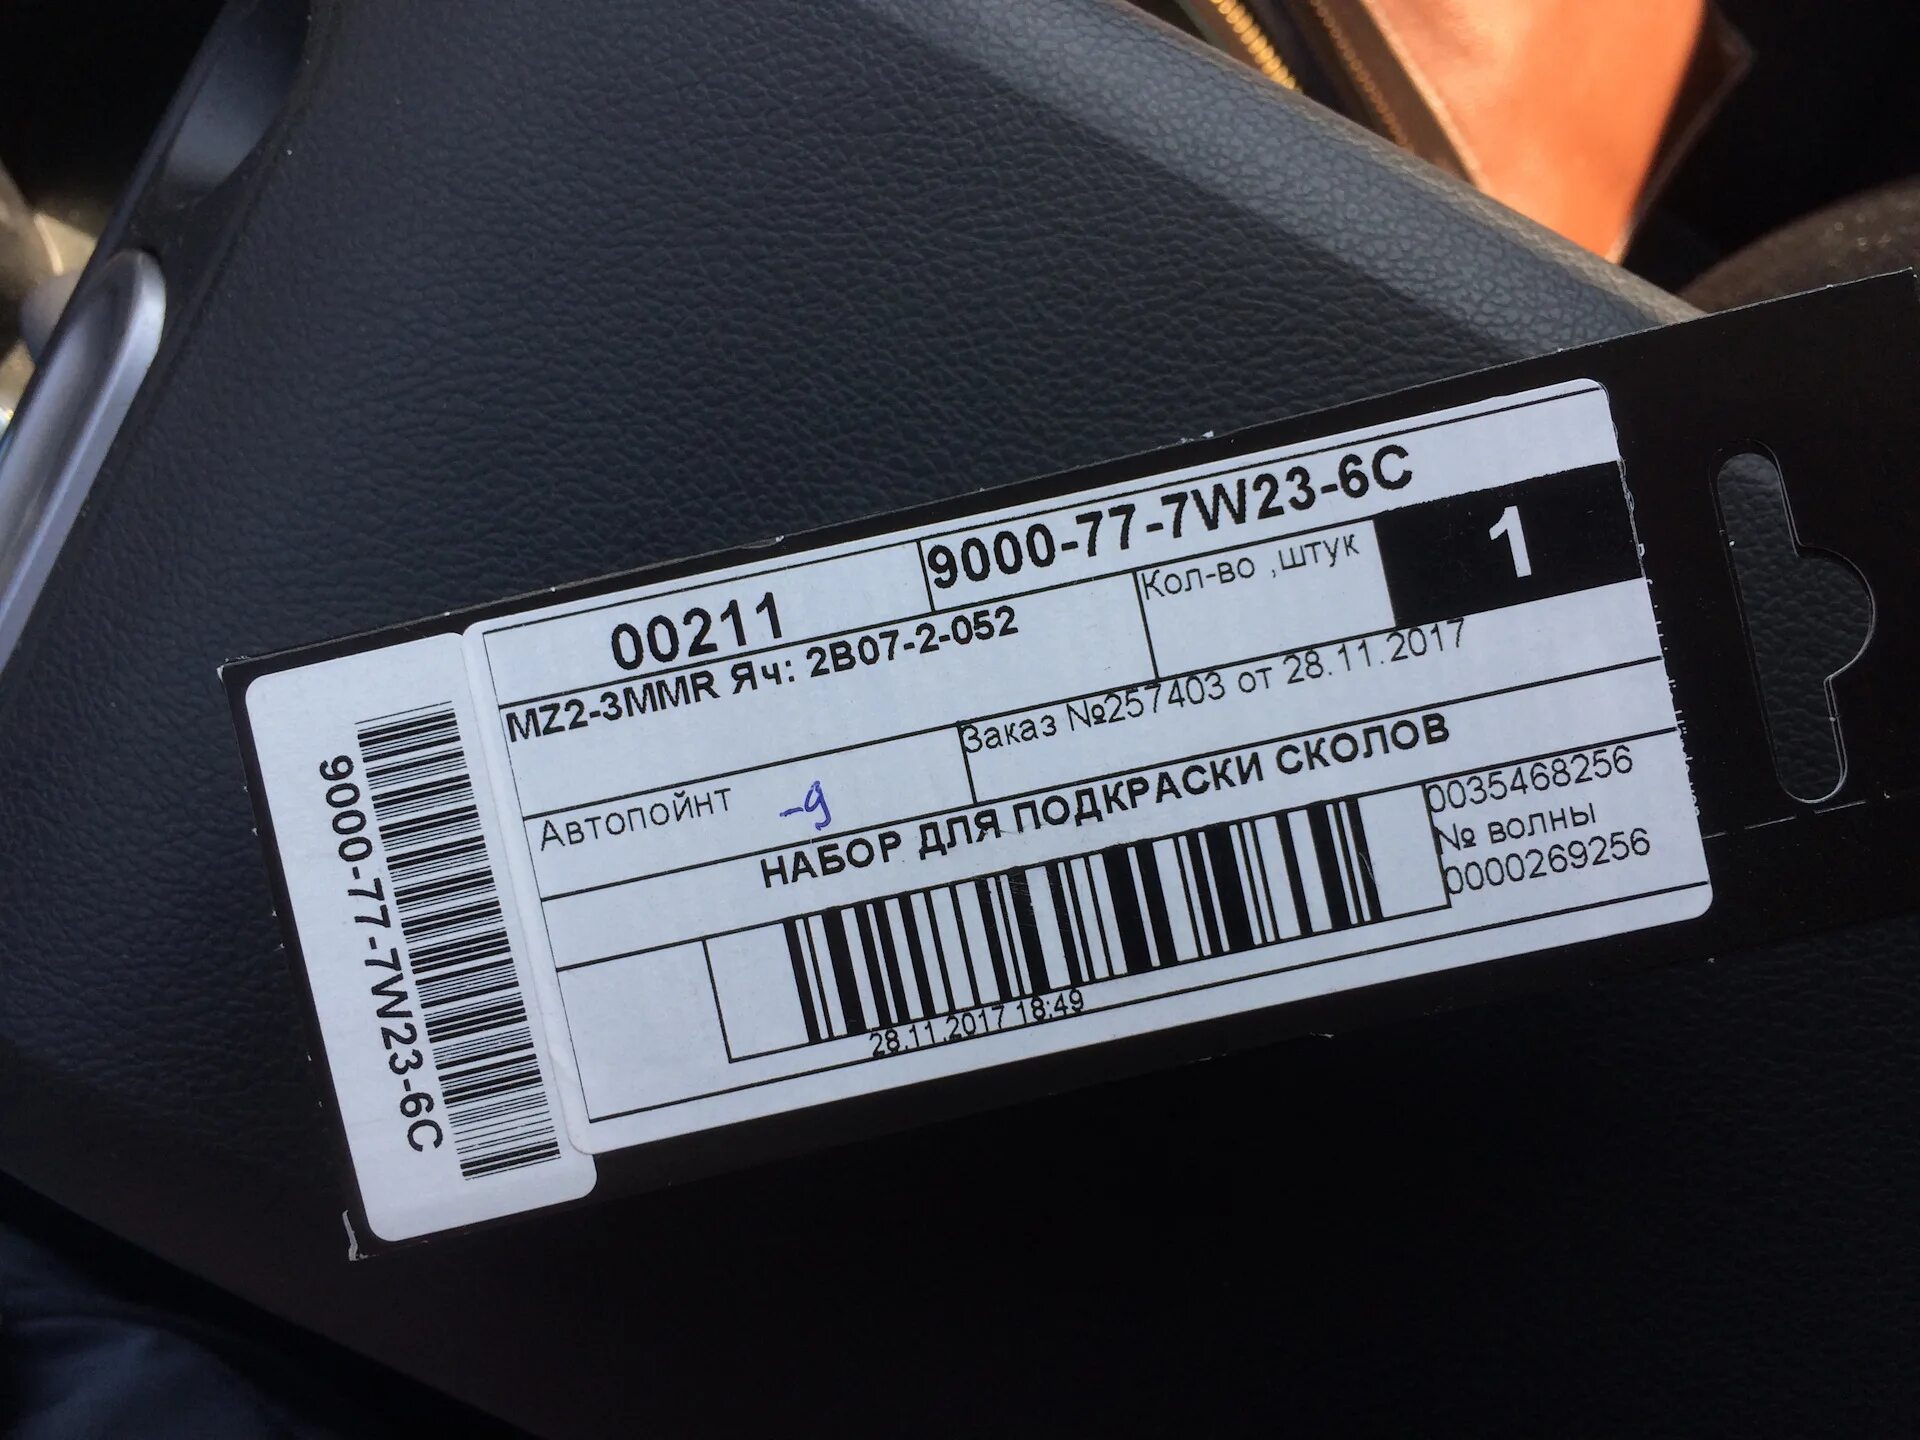 00211
9000-77-7W23-6C
MZ2-3MMR Яч: 2B07-2-052
Кол-во ,штук
1
Автопойнт
-9
Заказ №257403 от 28.11.2017
НАБОР ДЛЯ ПОДКРАСКИ СКОЛОВ
0035468256
№ волны
0000269256
28.11.2017 18:49
9000-77-7W23-6C